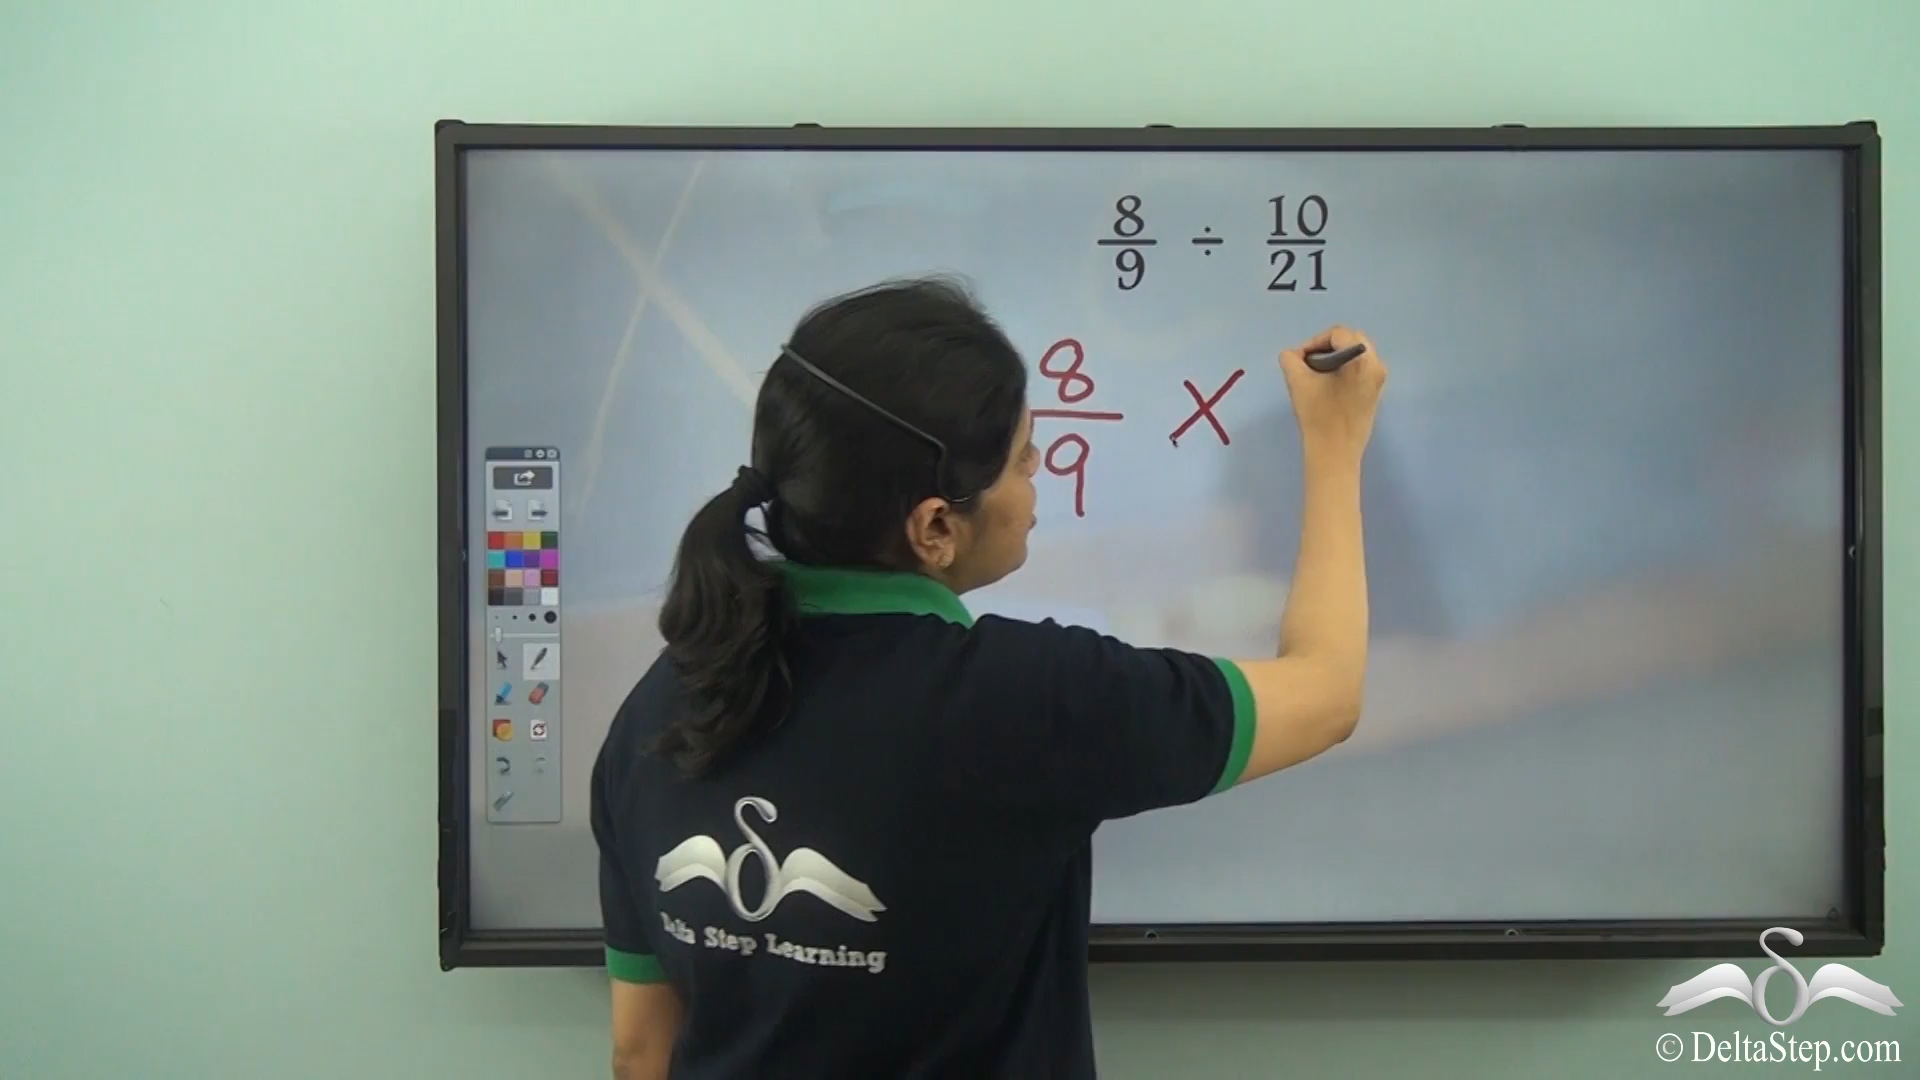 8/9 ÷ 10/21
8/9 X
Delta Step Learning
© DeltaStep.com